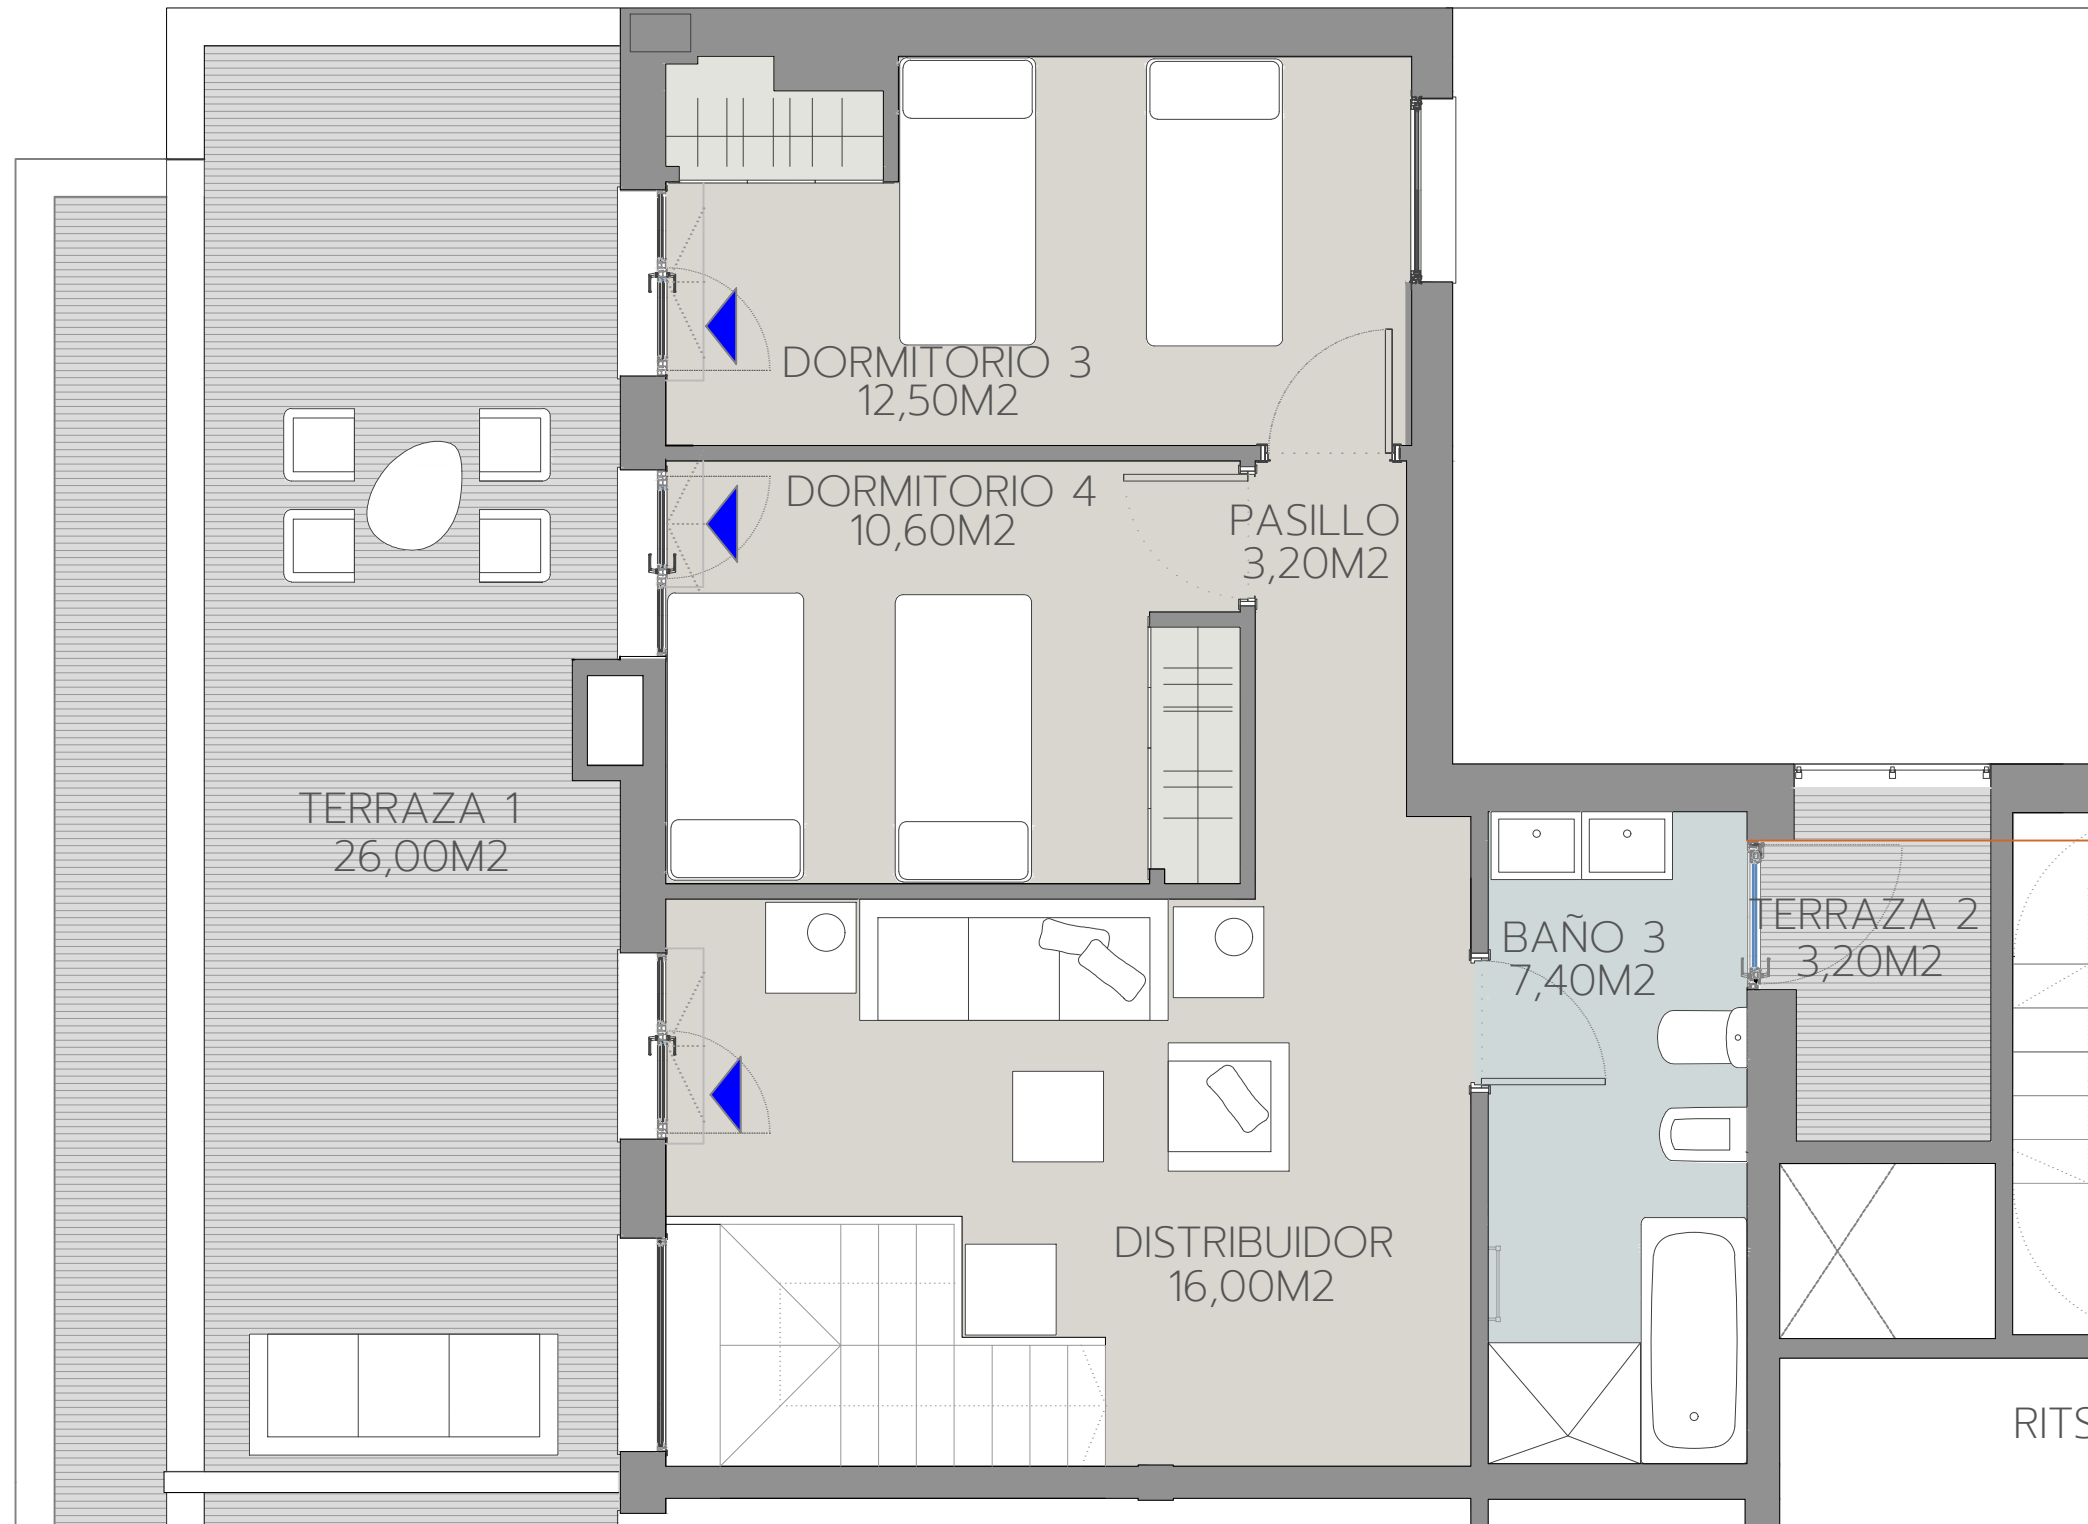 DORMITORIO 3
12,50M2
DORMITORIO 4
10,60M2
PASILLO
3,20M2
TERRAZA 1
26,00M2
BAÑO 3
7,40M2
TERRAZA 2
3,20M2
DISTRIBUIDOR
16,00M2
RITS